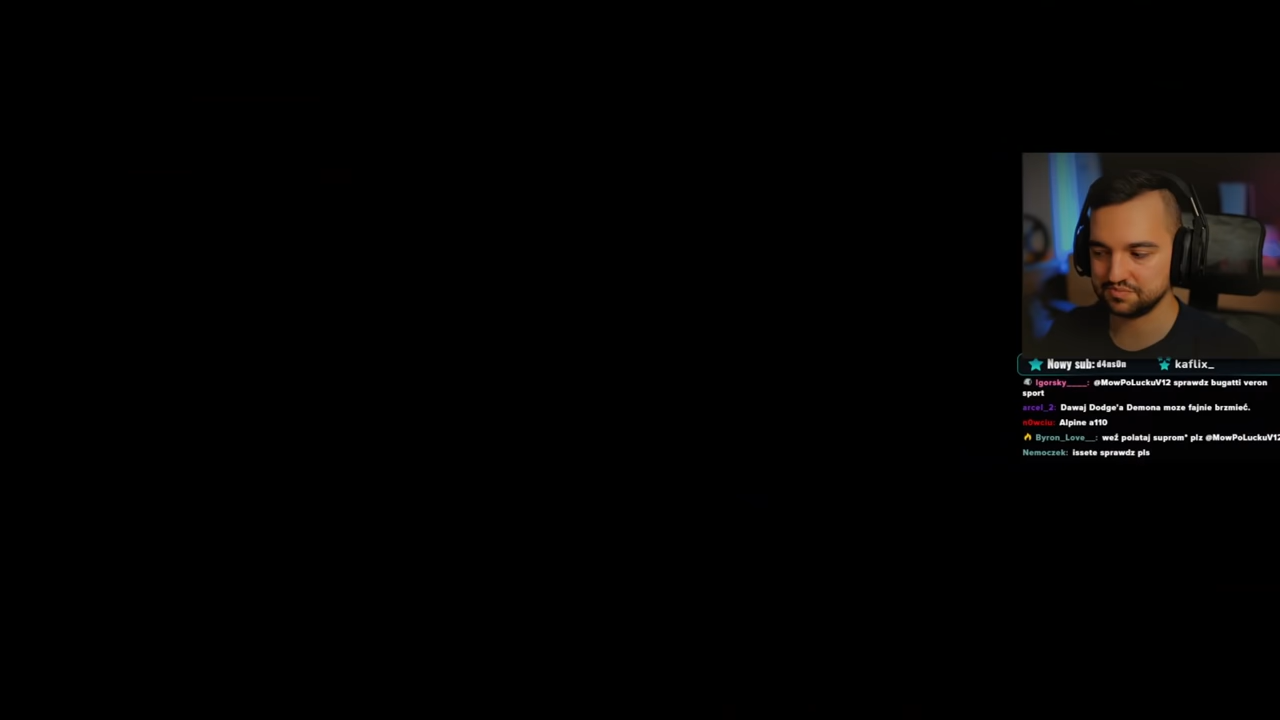 Nowy sub: d4ns0n kaflix_
Igorsky____: @MowPoLuckuV12 sprawdz bugatti veron
sport
arcel_2: Dawaj Dodge'a Demona moze fajnie brzmieć.
n0wciu: Alpine a110
Byron_Love__: weź polataj suprom* plz @MowPoLuckuV12
Nemoczek: issete sprawdz pls